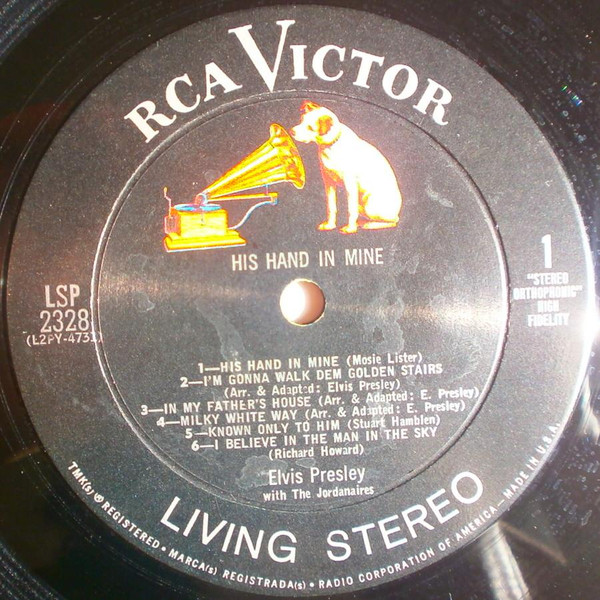 RCA VICTOR
HIS HAND IN MINE
LSP
2328
1
"STEREO
ORTHOPHONIC"
HIGH
FIDELITY
1—HIS HAND IN MINE (Mosie Lister)
2—I'M GONNA WALK DEM GOLDEN STAIRS
(Arr. & Adapted: Elvis Presley)
3—IN MY FATHER'S HOUSE (Arr. & Adapted: E. Presley)
4—MILKY WHITE WAY (Arr. & Adapted: E. Presley)
5—KNOWN ONLY TO HIM (Stuart Hamblen)
6—I BELIEVE IN THE MAN IN THE SKY
(Richard Howard)
Elvis Presley
with The Jordanaires
LIVING STEREO
TMK(s) ® REGISTERED • MARCA(s) REGISTRADA(s) • RADIO CORPORATION OF AMERICA—MADE IN U.S.A.